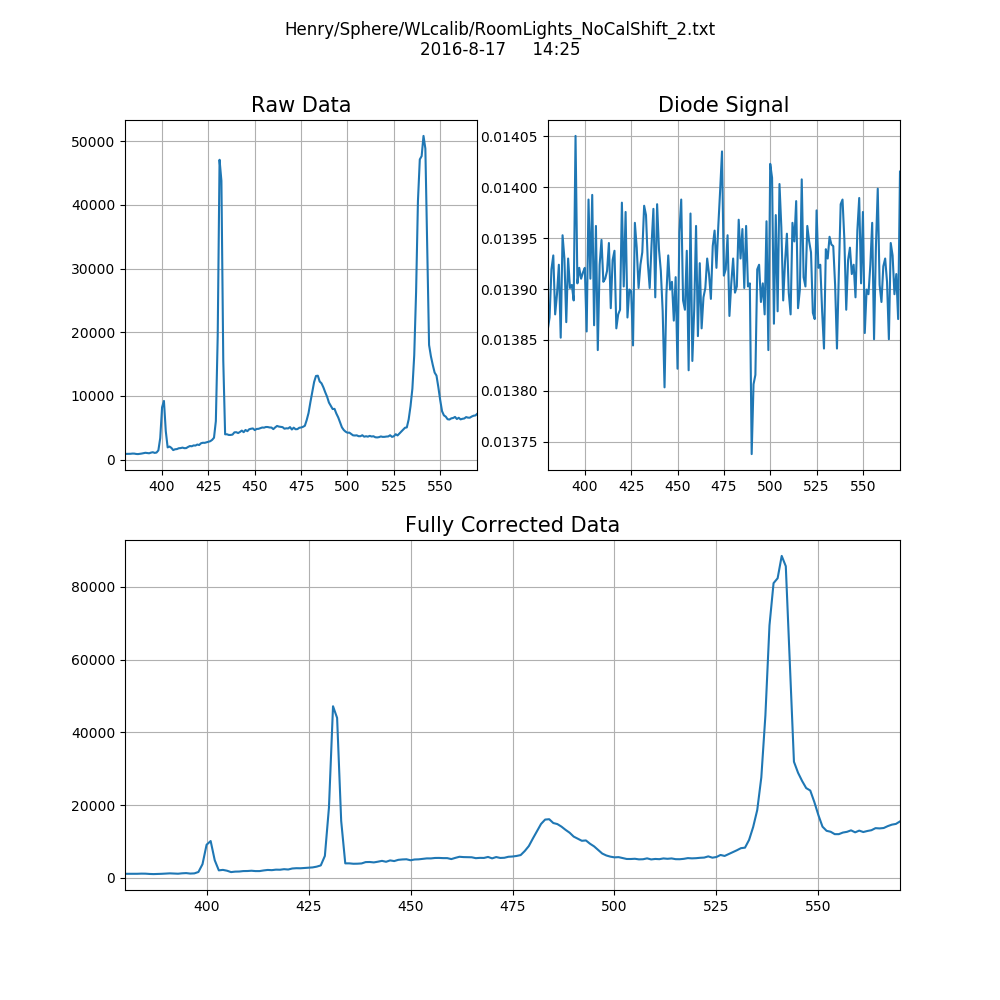 Henry/Sphere/WLcalib/RoomLights_NoCalShift_2.txt
2016-8-17 14:25
Raw Data
50000
40000
30000
20000
10000
0
400 425 450 475 500 525 550
Diode Signal
0.01405
0.01400
0.01395
0.01390
0.01385
0.01380
0.01375
400 425 450 475 500 525 550
Fully Corrected Data
80000
60000
40000
20000
0
400 425 450 475 500 525 550